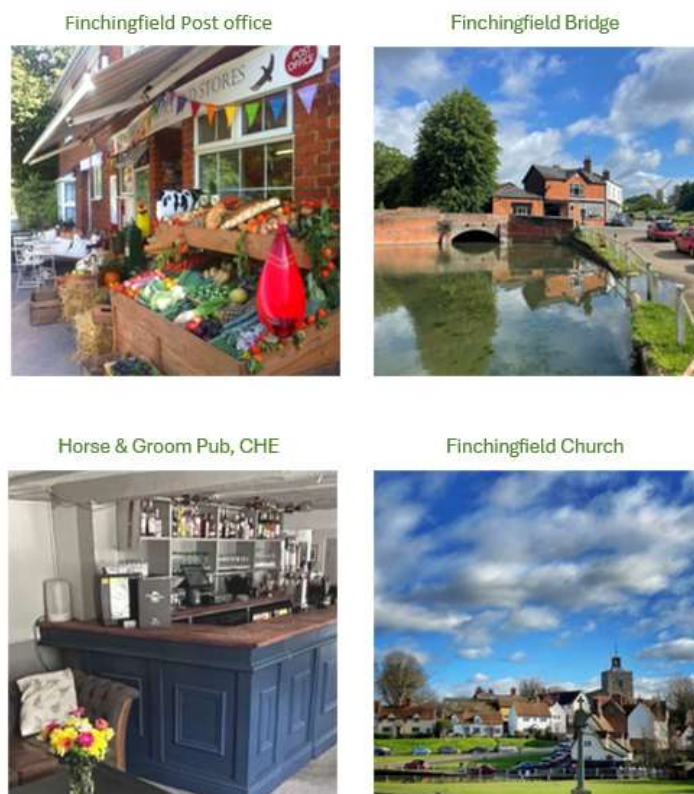 Finchingfield Post office
Finchingfield Bridge
POST
OFFICE
STORES
Horse & Groom Pub, CHE
Finchingfield Church